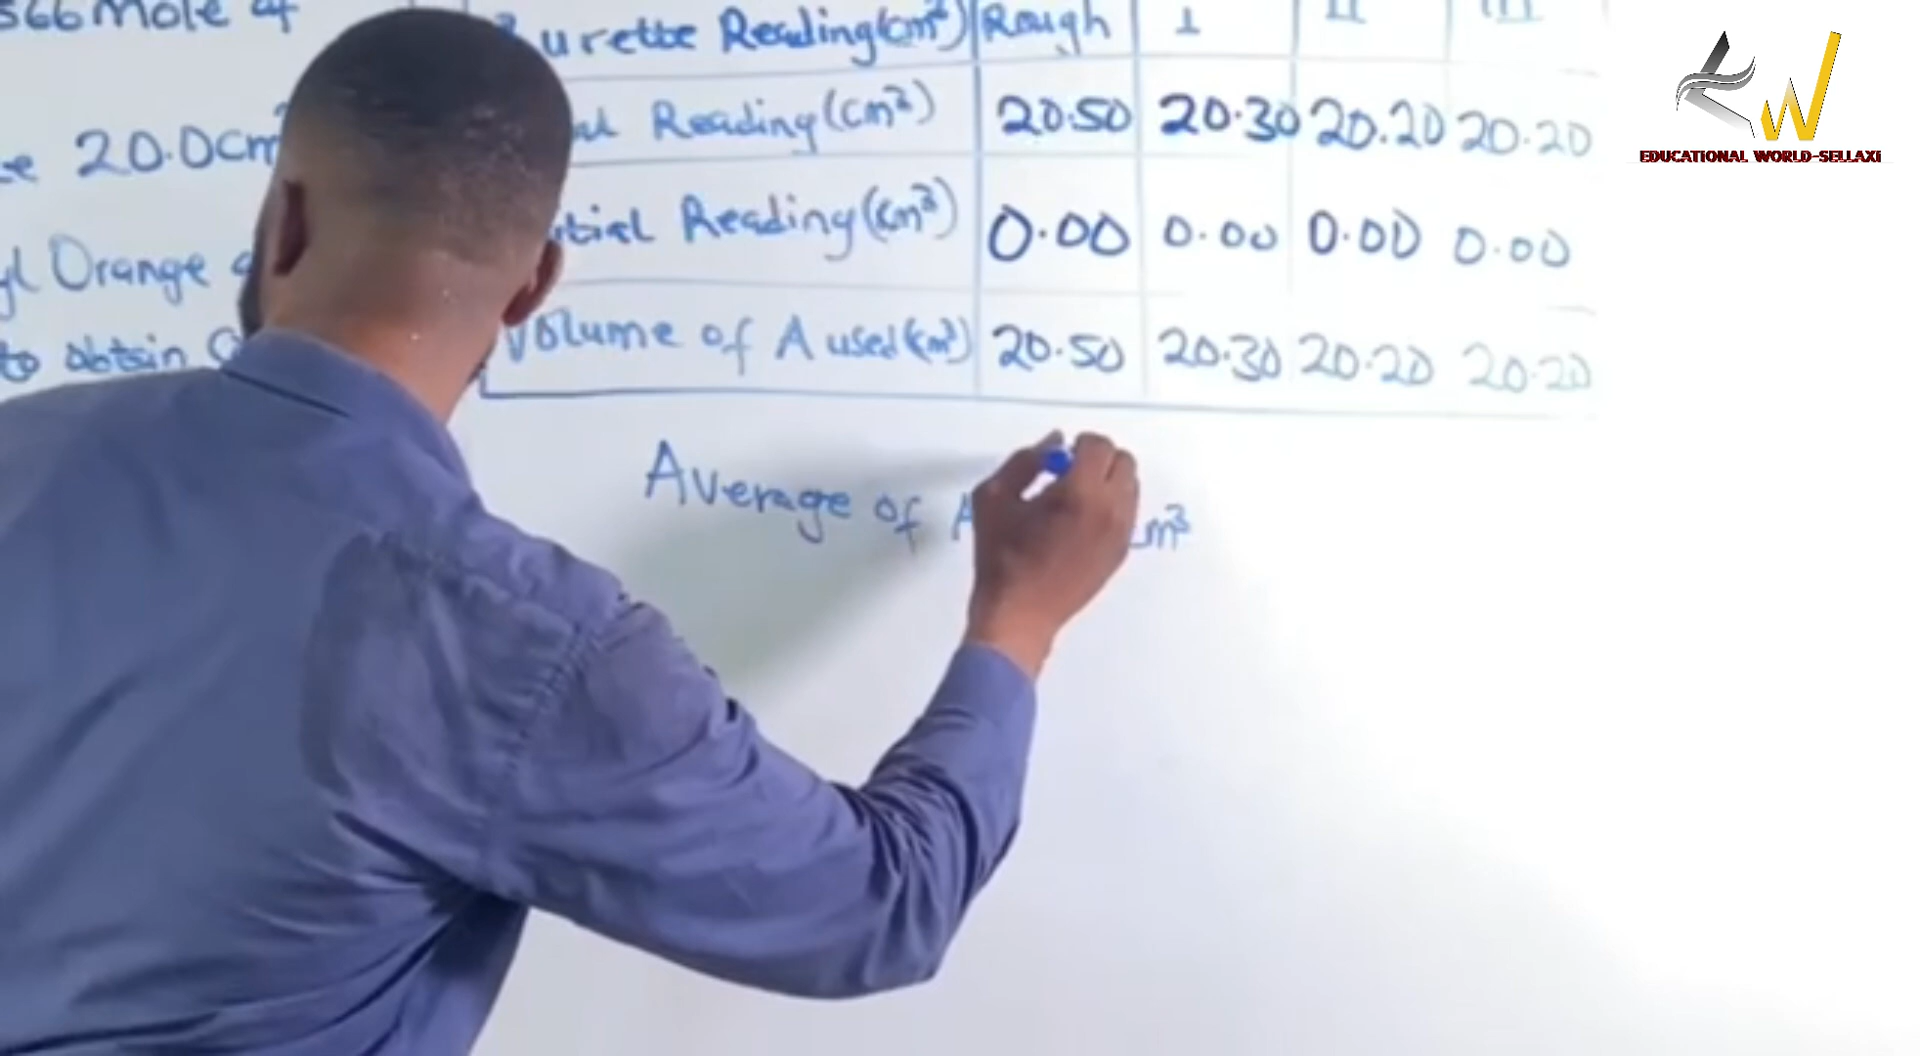 566 mole of
urette Reading(cm³) Rough I II III
Reading(cm³) 20.50 20.30 20.20 20.20
20.0cm
Reading(cm³) 0.00 0.00 0.00 0.00
Orange
Volume of A used(cm³) 20.50 20.30 20.20 20.20
to obtain
Average of A cm³
EDUCATIONAL WORLD-SELLAXI